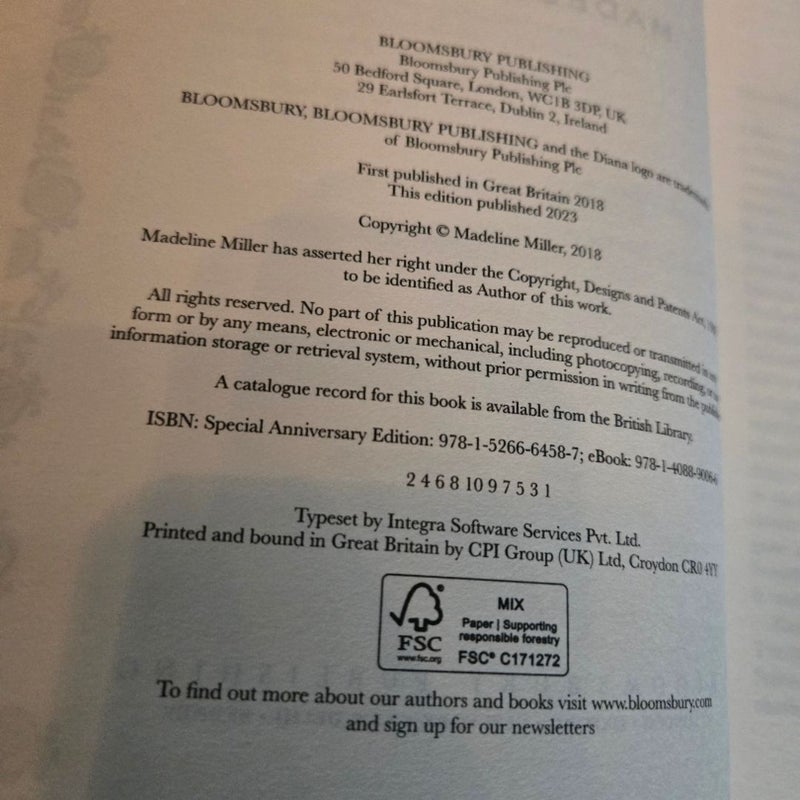 BLOOMSBURY PUBLISHING
Bloomsbury Publishing Plc
50 Bedford Square, London, WC1B 3DP, UK
29 Earlsfort Terrace, Dublin 2, Ireland
BLOOMSBURY, BLOOMSBURY PUBLISHING and the Diana logo are trademarks
of Bloomsbury Publishing Plc
First published in Great Britain 2018
This edition published 2023
Copyright © Madeline Miller, 2018
Madeline Miller has asserted her right under the Copyright, Designs and Patents Act,
to be identified as Author of this work.
All rights reserved. No part of this publication may be reproduced or transmitted in any
form or by any means, electronic or mechanical, including photocopying, recording, or
information storage or retrieval system, without prior permission in writing from the publishers
A catalogue record for this book is available from the British Library.
ISBN: Special Anniversary Edition: 978-1-5266-6458-7; eBook: 978-1-4088-9006-6
2 4 6 8 10 9 7 5 3 1
Typeset by Integra Software Services Pvt. Ltd.
Printed and bound in Great Britain by CPI Group (UK) Ltd, Croydon CR0 4YY
FSC
www.fsc.org
MIX
Paper | Supporting
responsible forestry
FSC® C171272
To find out more about our authors and books visit www.bloomsbury.com
and sign up for our newsletters